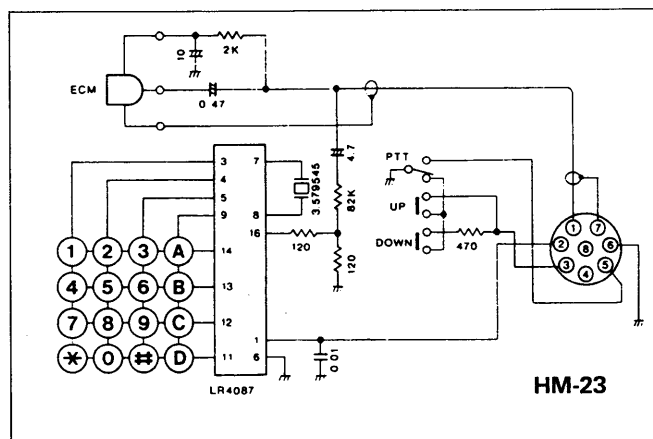 10
2K
ECM
0.47
4.7
82K
PTT
UP
DOWN
470
3 7
4
5
9 8
16
3.579545
120
120
1 2 3 A 14
4 5 6 B 13
7 8 9 C 12
* 0 # D 11
1
6
0.01
LR4087
1 7
2 8 6
3 4 5
HM-23